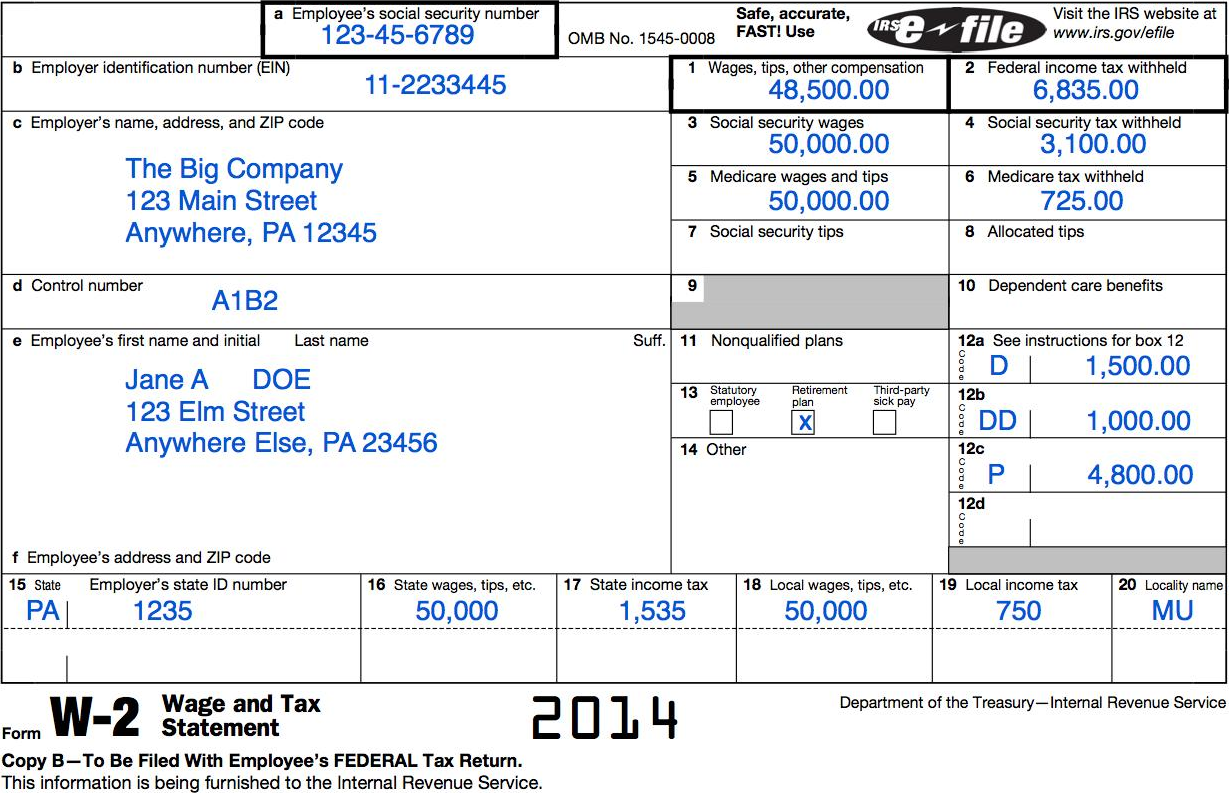 a Employee's social security number
123-45-6789
OMB No. 1545-0008
Safe, accurate,
FAST! Use
IRS e file
Visit the IRS website at
www.irs.gov/efile
b Employer identification number (EIN)
11-2233445
1 Wages, tips, other compensation
48,500.00
2 Federal income tax withheld
6,835.00
c Employer's name, address, and ZIP code
The Big Company
123 Main Street
Anywhere, PA 12345
3 Social security wages
50,000.00
4 Social security tax withheld
3,100.00
5 Medicare wages and tips
50,000.00
6 Medicare tax withheld
725.00
7 Social security tips
8 Allocated tips
d Control number
A1B2
9
10 Dependent care benefits
e Employee's first name and initial Last name Suff.
Jane A DOE
123 Elm Street
Anywhere Else, PA 23456
f Employee's address and ZIP code
11 Nonqualified plans
12a See instructions for box 12
Code D 1,500.00
13 Statutory employee Retirement plan Third-party sick pay
X
12b
Code DD 1,000.00
14 Other
12c
Code P 4,800.00
12d
Code
15 State Employer's state ID number
PA 1235
16 State wages, tips, etc.
50,000
17 State income tax
1,535
18 Local wages, tips, etc.
50,000
19 Local income tax
750
20 Locality name
MU
Form W-2 Wage and Tax
Statement
2014
Department of the Treasury—Internal Revenue Service
Copy B—To Be Filed With Employee's FEDERAL Tax Return.
This information is being furnished to the Internal Revenue Service.